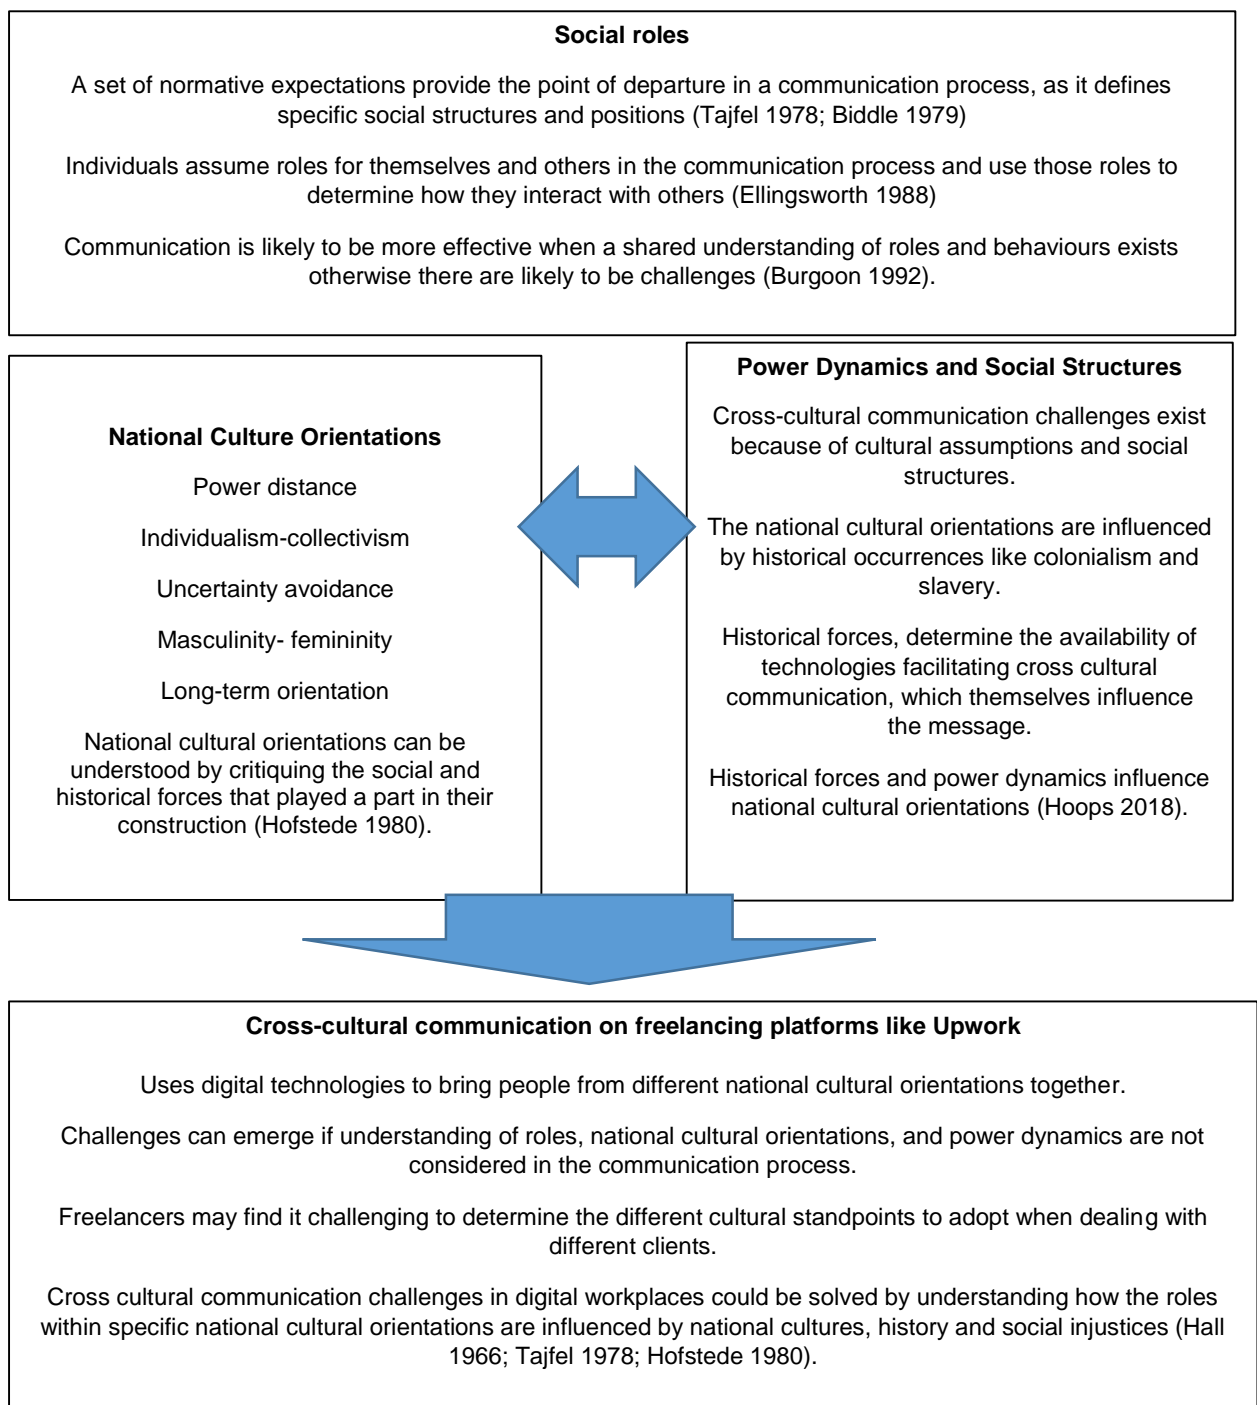 Social roles
A set of normative expectations provide the point of departure in a communication process, as it defines
specific social structures and positions (Tajfel 1978; Biddle 1979)
Individuals assume roles for themselves and others in the communication process and use those roles to
determine how they interact with others (Ellingsworth 1988)
Communication is likely to be more effective when a shared understanding of roles and behaviours exists
otherwise there are likely to be challenges (Burgoon 1992).
National Culture Orientations
Power distance
Individualism-collectivism
Uncertainty avoidance
Masculinity- femininity
Long-term orientation
National cultural orientations can be
understood by critiquing the social and
historical forces that played a part in their
construction (Hofstede 1980).
Power Dynamics and Social Structures
Cross-cultural communication challenges exist
because of cultural assumptions and social
structures.
The national cultural orientations are influenced
by historical occurrences like colonialism and
slavery.
Historical forces, determine the availability of
technologies facilitating cross cultural
communication, which themselves influence
the message.
Historical forces and power dynamics influence
national cultural orientations (Hoops 2018).
Cross-cultural communication on freelancing platforms like Upwork
Uses digital technologies to bring people from different national cultural orientations together.
Challenges can emerge if understanding of roles, national cultural orientations, and power dynamics are not
considered in the communication process.
Freelancers may find it challenging to determine the different cultural standpoints to adopt when dealing with
different clients.
Cross cultural communication challenges in digital workplaces could be solved by understanding how the roles
within specific national cultural orientations are influenced by national cultures, history and social injustices (Hall
1966; Tajfel 1978; Hofstede 1980).